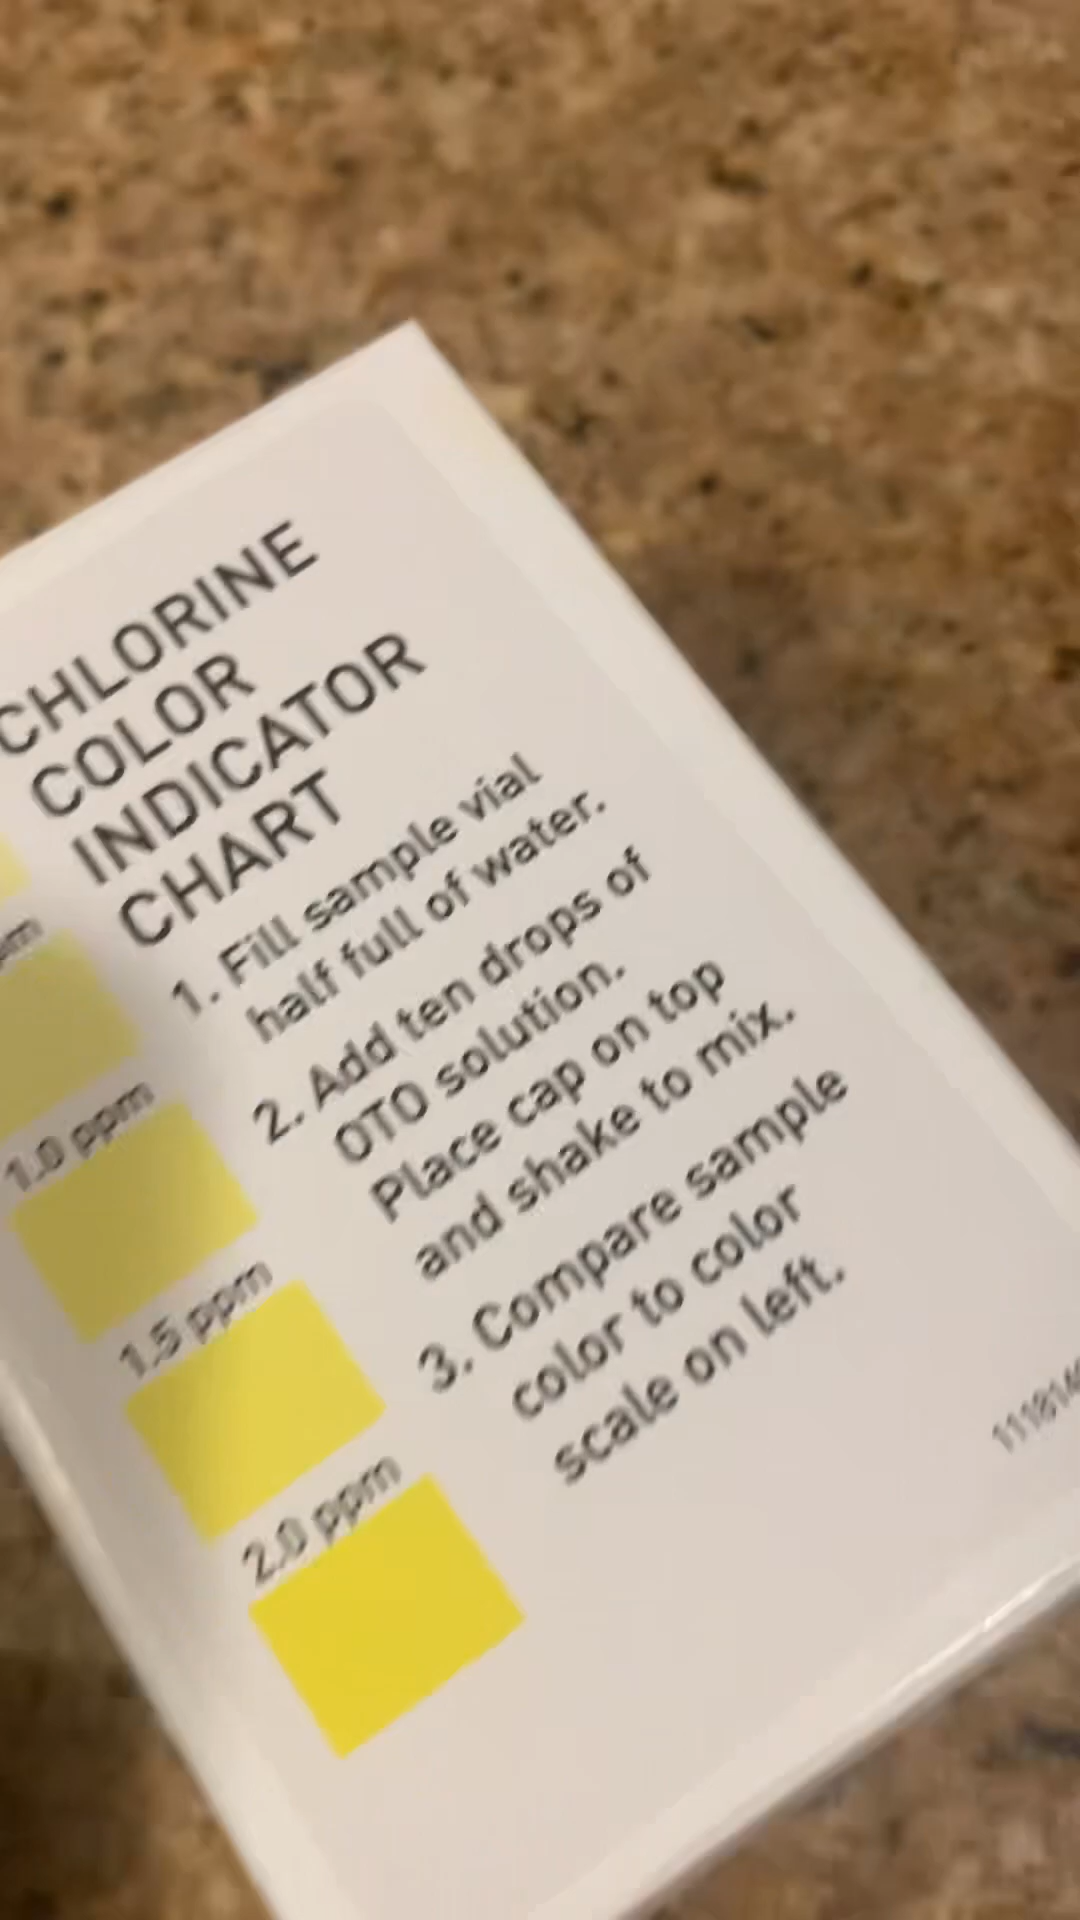 CHLORINE
COLOR
INDICATOR
CHART
1. Fill sample vial
half full of water.
2. Add ten drops of
OTO solution.
Place cap on top
and shake to mix.
3. Compare sample
color to color
scale on left.
1.0 ppm
1.5 ppm
2.0 ppm